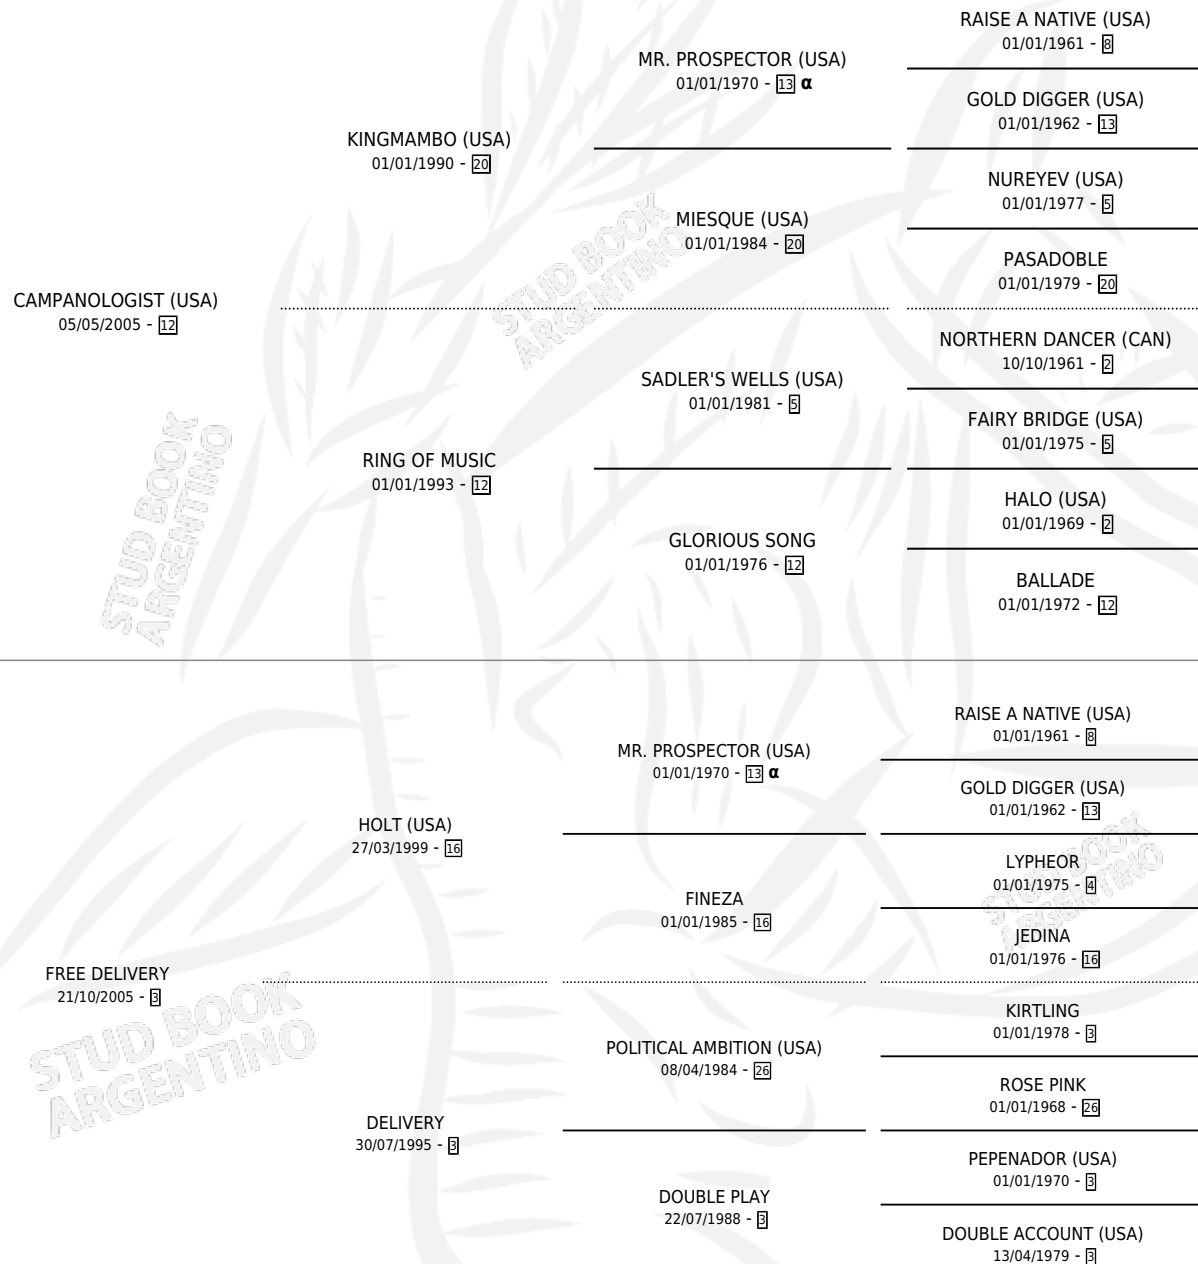 RAISE A NATIVE (USA)
01/01/1961 - 8
MR. PROSPECTOR (USA)
01/01/1970 - 13 α
GOLD DIGGER (USA)
01/01/1962 - 13
KINGMAMBO (USA)
01/01/1990 - 20
NUREYEV (USA)
01/01/1977 - 5
MIESQUE (USA)
01/01/1984 - 20
PASADOBLE
01/01/1979 - 20
CAMPANOLOGIST (USA)
05/05/2005 - 12
NORTHERN DANCER (CAN)
10/10/1961 - 2
SADLER'S WELLS (USA)
01/01/1981 - 5
FAIRY BRIDGE (USA)
01/01/1975 - 5
RING OF MUSIC
01/01/1993 - 12
HALO (USA)
01/01/1969 - 2
GLORIOUS SONG
01/01/1976 - 12
BALLADE
01/01/1972 - 12
STUD BOOK
ARGENTINO
STUD BOOK
ARGENTINO
RAISE A NATIVE (USA)
01/01/1961 - 8
MR. PROSPECTOR (USA)
01/01/1970 - 13 α
GOLD DIGGER (USA)
01/01/1962 - 13
HOLT (USA)
27/03/1999 - 16
LYPHEOR
01/01/1975 - 4
FINEZA
01/01/1985 - 16
JEDINA
01/01/1976 - 16
FREE DELIVERY
21/10/2005 - 3
KIRTLING
01/01/1978 - 3
POLITICAL AMBITION (USA)
08/04/1984 - 26
ROSE PINK
01/01/1968 - 26
DELIVERY
30/07/1995 - 3
PEPENADOR (USA)
01/01/1970 - 3
DOUBLE PLAY
22/07/1988 - 3
DOUBLE ACCOUNT (USA)
13/04/1979 - 3
STUD BOOK
ARGENTINO
STUD BOOK
ARGENTINO